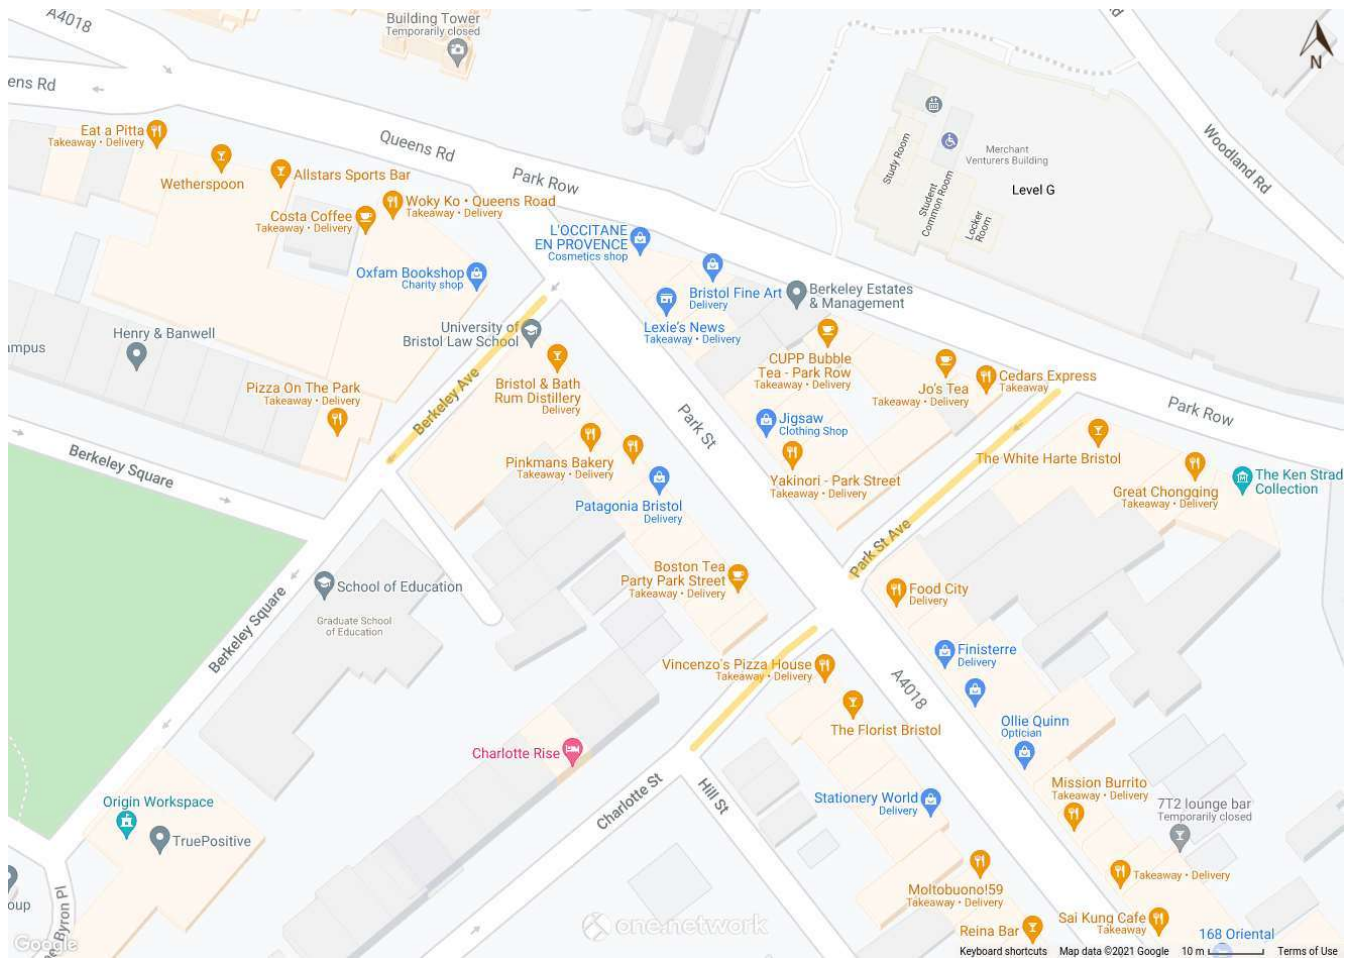 A4018
Building Tower
Temporarily closed
N
Queens Rd
Eat a Pitta
Takeaway • Delivery
Wetherspoon
Allstars Sports Bar
Costa Coffee
Takeaway • Delivery
Woky Ko • Queens Road
Takeaway • Delivery
Park Row
L'OCCITANE
EN PROVENCE
Cosmetics shop
Study Room
Student
Common Room
Locker
Room
Merchant
Venturers Building
Level G
Woodland Rd
Oxfam Bookshop
Charity shop
Bristol Fine Art
Delivery
Berkeley Estates
& Management
Lexie's News
Takeaway • Delivery
University of
Bristol Law School
Henry & Banwell
ampus
Pizza On The Park
Takeaway • Delivery
Berkeley Ave
Bristol & Bath
Rum Distillery
Delivery
CUPP Bubble
Tea - Park Row
Takeaway • Delivery
Jo's Tea
Takeaway • Delivery
Cedars Express
Takeaway
Park Row
Park St
Jigsaw
Clothing Shop
The White Harte Bristol
Pinkmans Bakery
Takeaway • Delivery
Yakinori - Park Street
Takeaway • Delivery
Great Chongqing
Takeaway • Delivery
The Ken Strad
Collection
Berkeley Square
Patagonia Bristol
Delivery
Park St Ave
Boston Tea
Party Park Street
Takeaway • Delivery
Food City
Delivery
School of Education
Graduate School
of Education
Berkeley Square
Vincenzo's Pizza House
Takeaway • Delivery
Finisterre
Delivery
A4018
The Florist Bristol
Ollie Quinn
Optician
Charlotte Rise
Mission Burrito
Takeaway • Delivery
7T2 lounge bar
Temporarily closed
Charlotte St
Hill St
Stationery World
Delivery
Origin Workspace
TruePositive
Moltobuono!59
Takeaway • Delivery
Takeaway • Delivery
oup
Byron Pl
Sai Kung Cafe
Takeaway
Reina Bar
168 Oriental
one.network
Google
Keyboard shortcuts Map data ©2021 Google 10 m Terms of Use